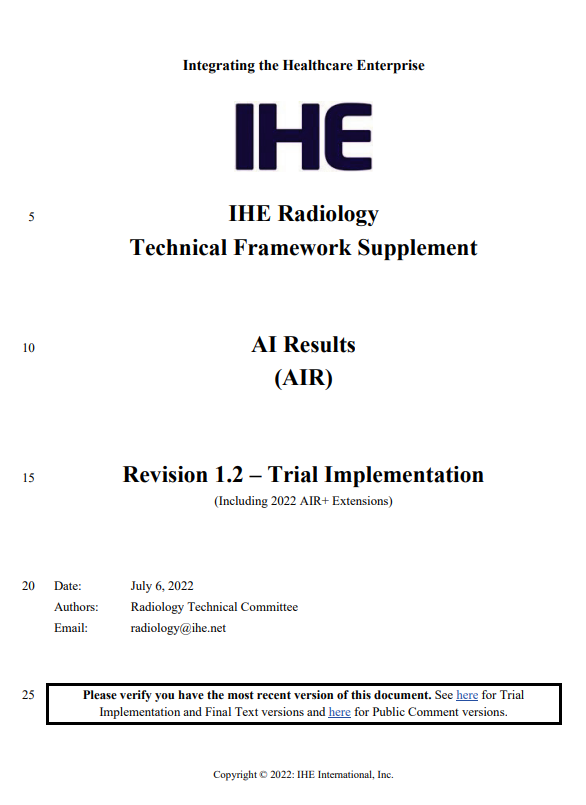 Integrating the Healthcare Enterprise
IHE
5 IHE Radiology
Technical Framework Supplement
10 AI Results
(AIR)
15 Revision 1.2 – Trial Implementation
(Including 2022 AIR+ Extensions)
20 Date: July 6, 2022
Authors: Radiology Technical Committee
Email: radiology@ihe.net
25 Please verify you have the most recent version of this document. See here for Trial
Implementation and Final Text versions and here for Public Comment versions.
Copyright © 2022: IHE International, Inc.